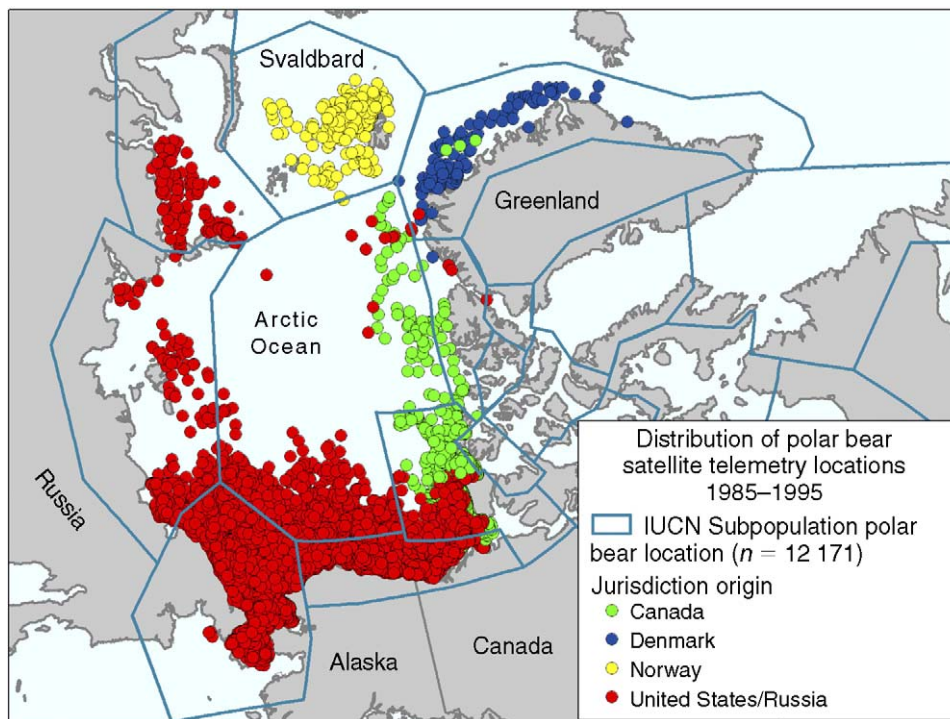 Svaldbard
Greenland
Arctic
Ocean
Russia
Alaska
Canada
Distribution of polar bear
satellite telemetry locations
1985–1995
IUCN Subpopulation polar
bear location (n = 12 171)
Jurisdiction origin
Canada
Denmark
Norway
United States/Russia